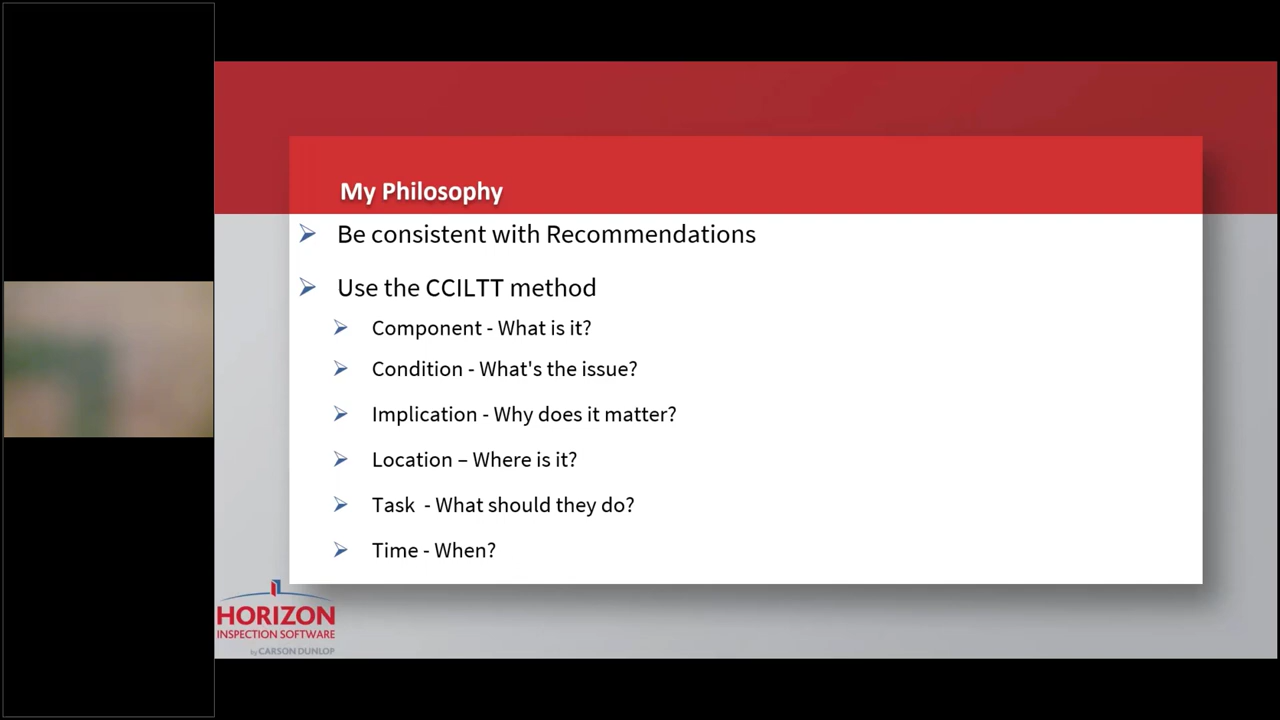 My Philosophy
Be consistent with Recommendations
Use the CCILTT method
Component - What is it?
Condition - What's the issue?
Implication - Why does it matter?
Location – Where is it?
Task - What should they do?
Time - When?
HORIZON
INSPECTION SOFTWARE
by CARSON DUNLOP